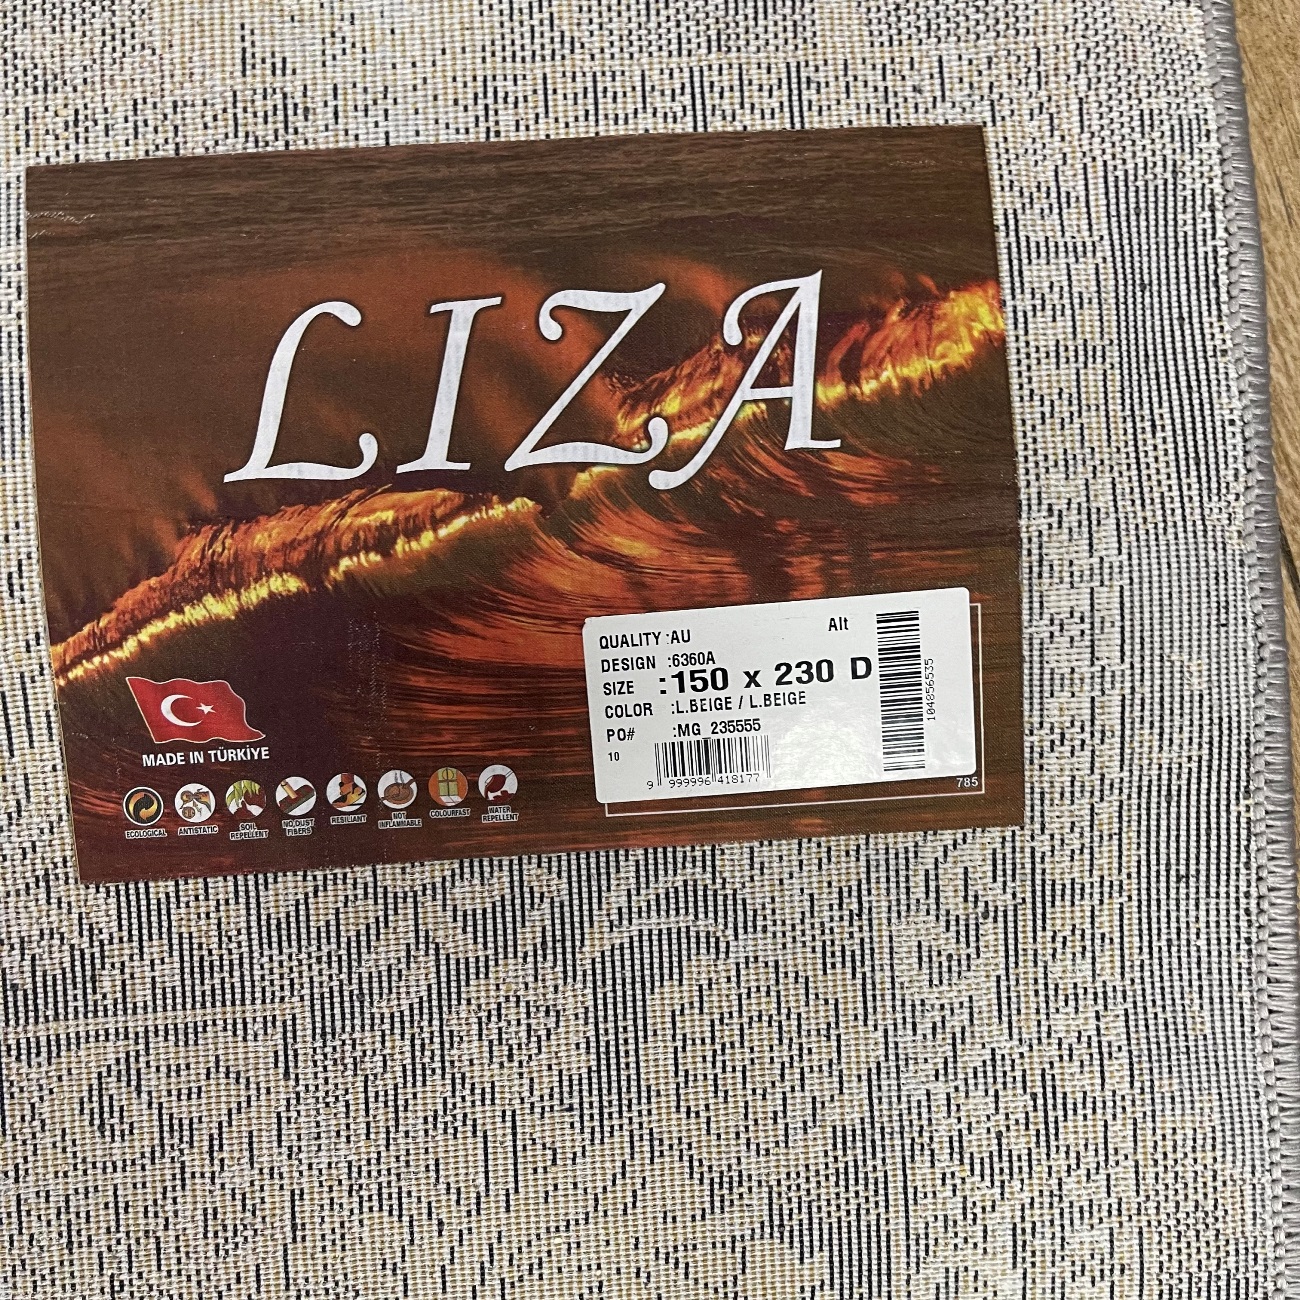 LIZA
QUALITY :AU Alt
DESIGN :6360A
SIZE :150 x 230 D
COLOR :L.BEIGE / L.BEIGE
PO# :MG 235555
10
9 999996 418177
104856535
785
MADE IN TÜRKİYE
ECOLOGICAL
ANTISTATIC
SOIL REPELLENT
NO DUST FIBERS
RESILIANT
NOT INFLAMMABLE
COLOURFAST
WATER REPELLENT